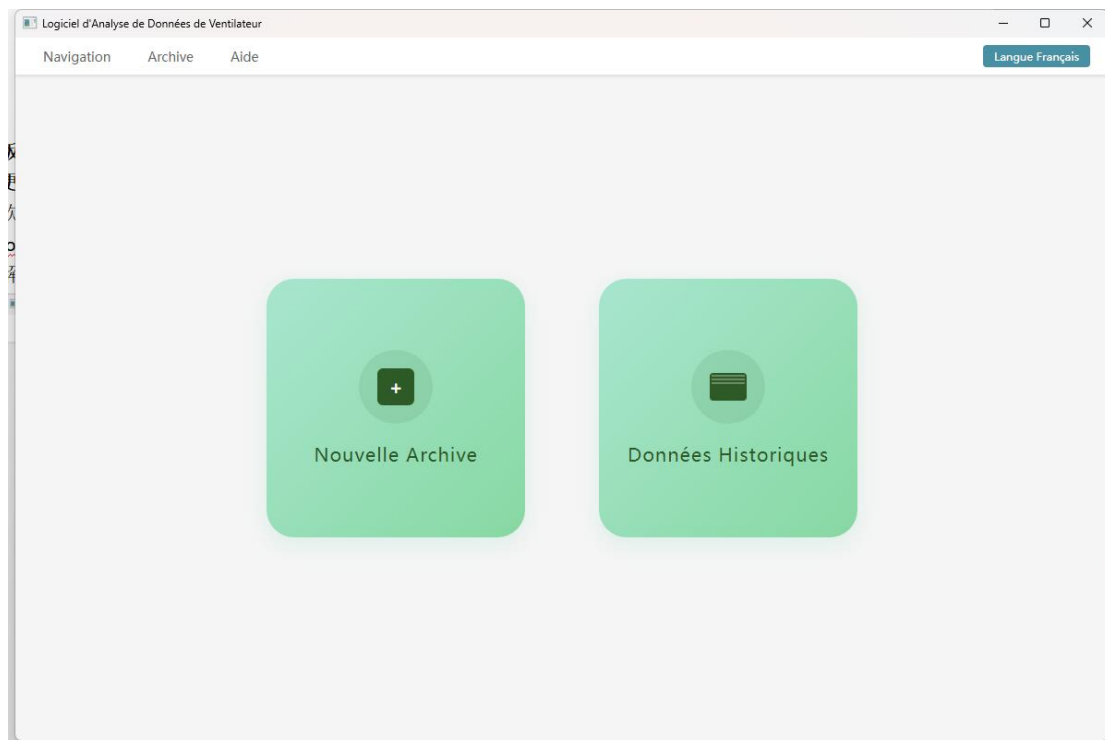 Logiciel d'Analyse de Données de Ventilateur
Navigation Archive Aide Langue Français
+
Nouvelle Archive Données Historiques